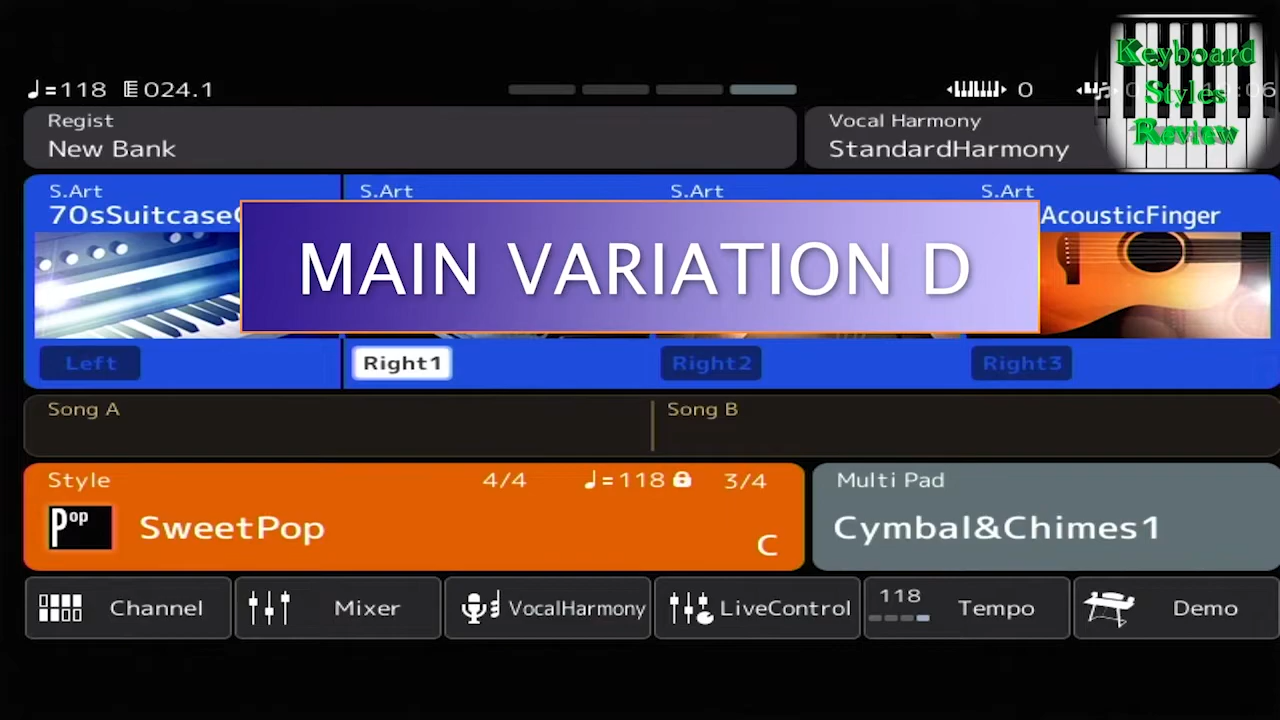 Keyboard
Styles
Review
♩=118 024.1
0
:06
Regist
New Bank
Vocal Harmony
StandardHarmony
S.Art
70sSuitcase
S.Art
S.Art
S.Art
AcousticFinger
MAIN VARIATION D
Left
Right1
Right2
Right3
Song A
Song B
Style
4/4
♩=118
3/4
Pop
SweetPop
C
Multi Pad
Cymbal&Chimes1
Channel
Mixer
VocalHarmony
LiveControl
118
Tempo
Demo